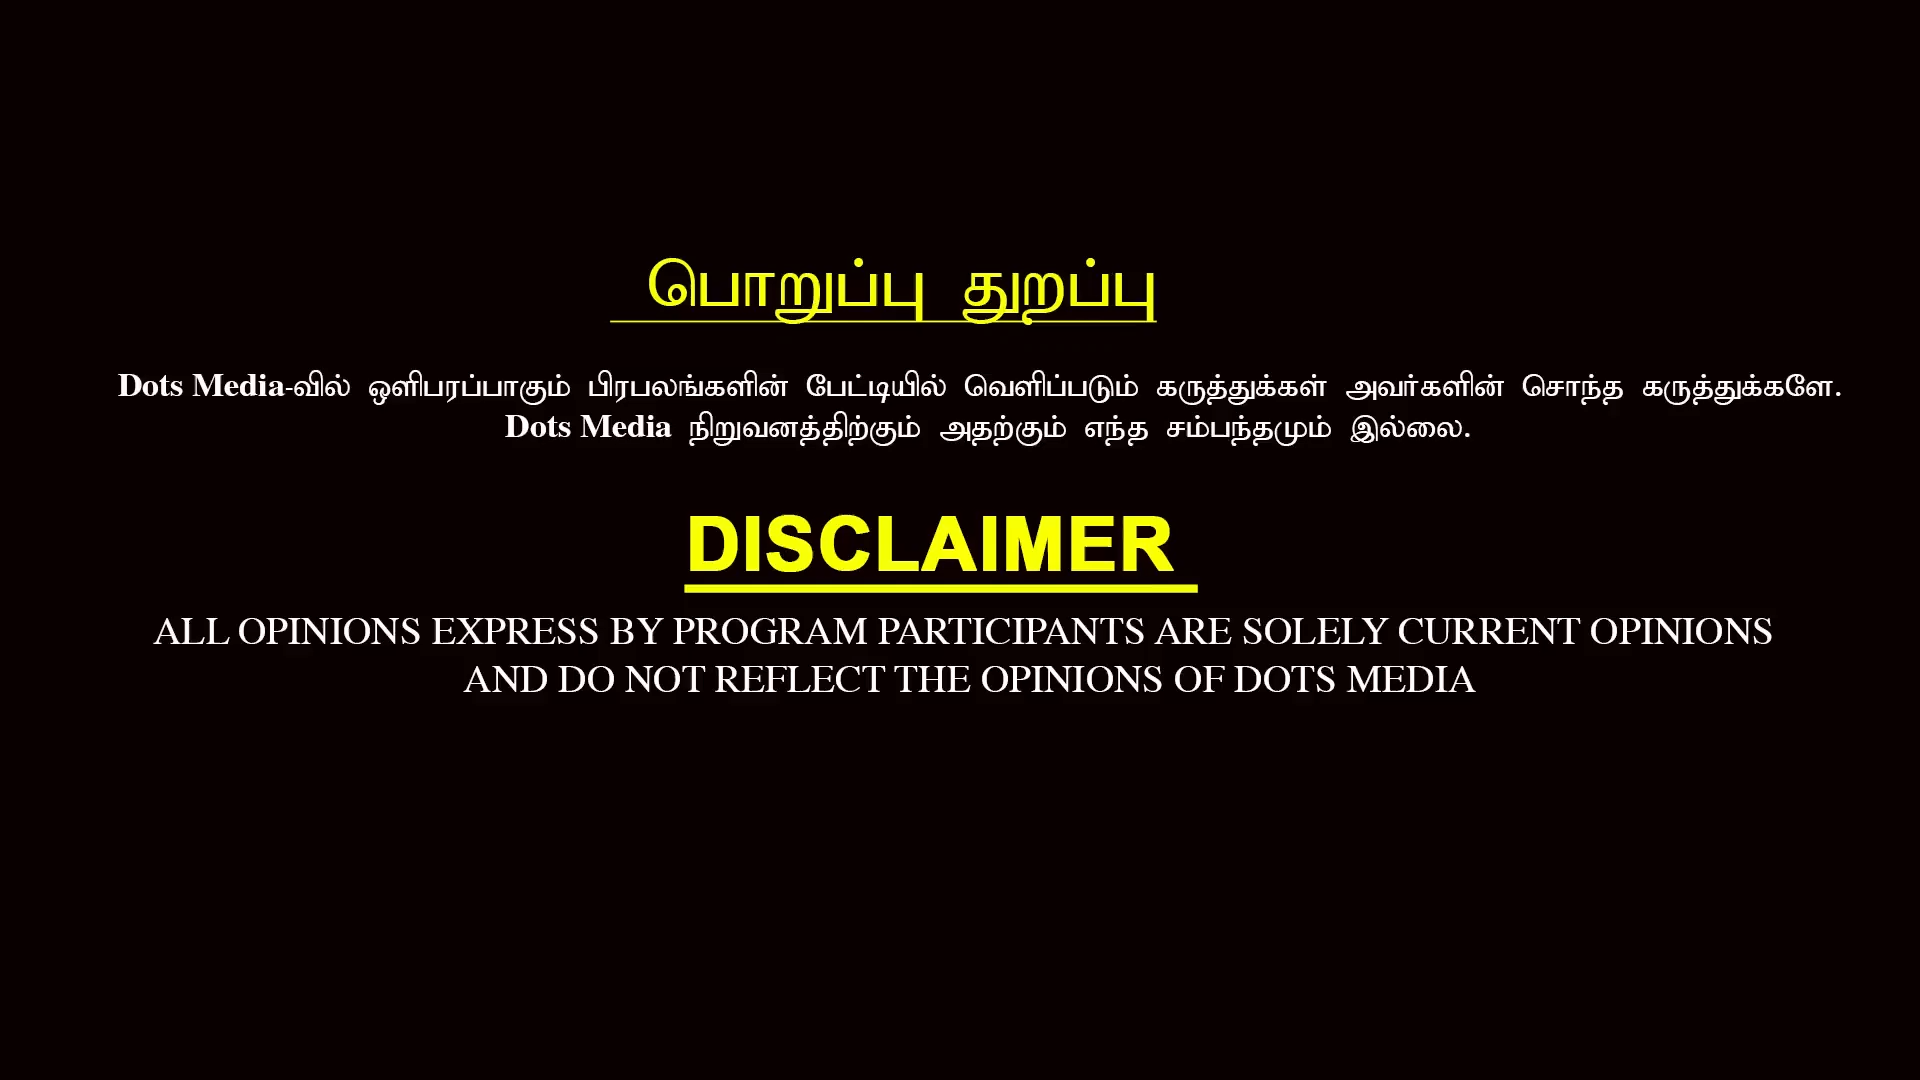 பொறுப்பு துறப்பு
Dots Media-வில் ஒளிபரப்பாகும் பிரபலங்களின் பேட்டியில் வெளிப்படும் கருத்துக்கள் அவர்களின் சொந்த கருத்துக்களே.
Dots Media நிறுவனத்திற்கும் அதற்கும் எந்த சம்பந்தமும் இல்லை.
DISCLAIMER
ALL OPINIONS EXPRESS BY PROGRAM PARTICIPANTS ARE SOLELY CURRENT OPINIONS
AND DO NOT REFLECT THE OPINIONS OF DOTS MEDIA